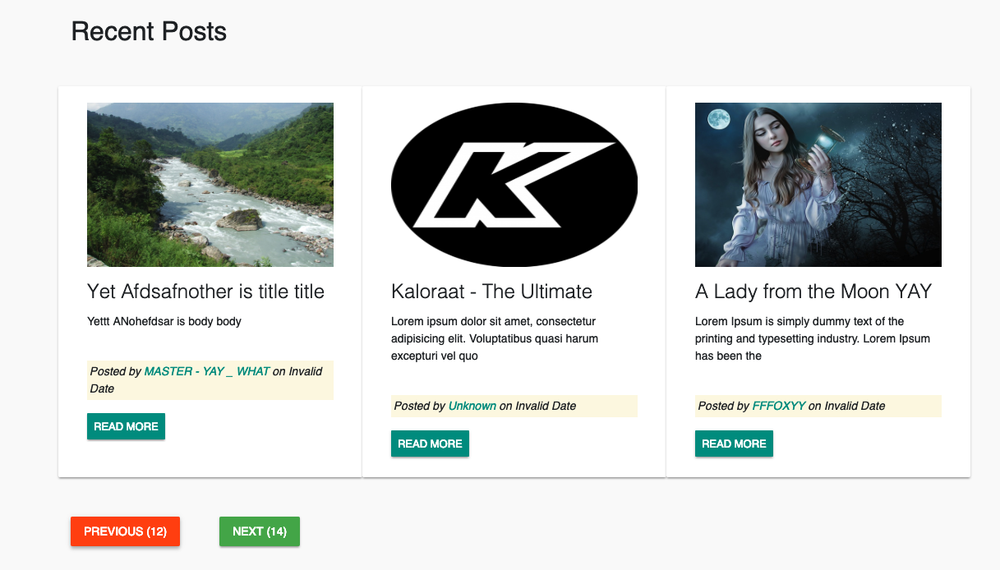 Recent Posts
K
Yet Afdsafnother is title title
Yettt ANohefdsar is body body
Posted by MASTER - YAY _ WHAT on Invalid
Date
READ MORE
Kaloraat - The Ultimate
Lorem ipsum dolor sit amet, consectetur
adipisicing elit. Voluptatibus quasi harum
excepturi vel quo
Posted by Unknown on Invalid Date
READ MORE
A Lady from the Moon YAY
Lorem Ipsum is simply dummy text of the
printing and typesetting industry. Lorem Ipsum
has been the
Posted by FFFOXYY on Invalid Date
READ MORE
PREVIOUS (12)
NEXT (14)